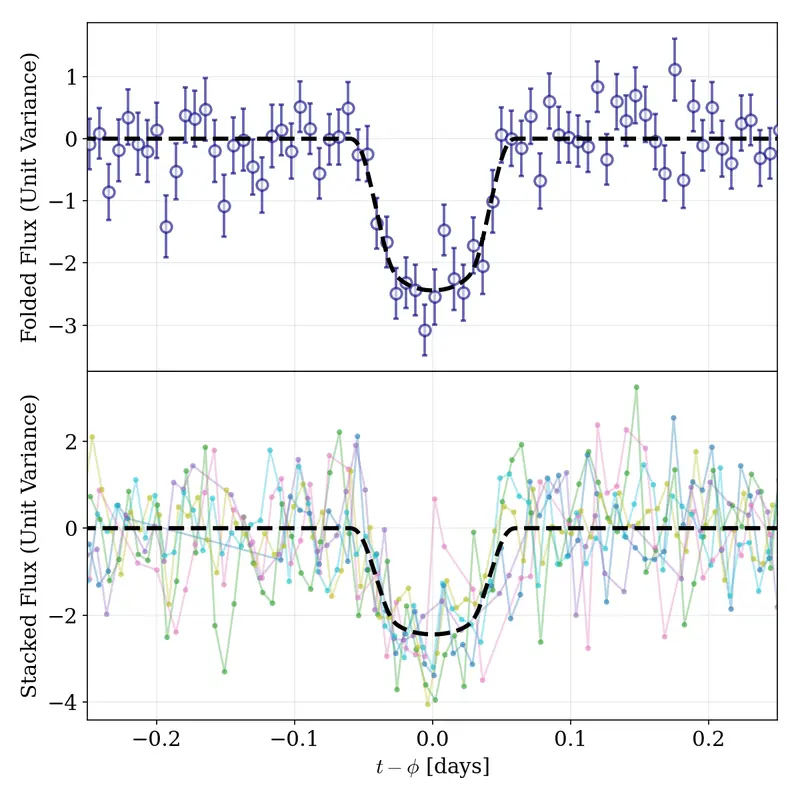 Folded Flux (Unit Variance)
1
0
−1
−2
−3
Stacked Flux (Unit Variance)
2
0
−2
−4
−0.2 −0.1 0.0 0.1 0.2
t − ϕ [days]